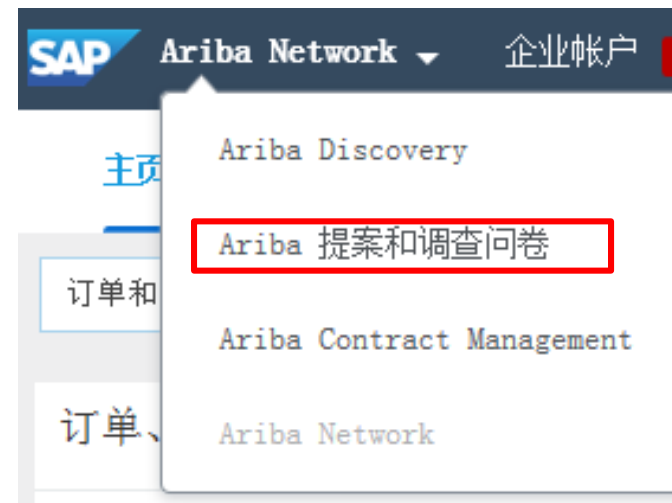 SAP Ariba Network 企业帐户
Ariba Discovery
主页
Ariba 提案和调查问卷
订单和
Ariba Contract Management
订单、
Ariba Network